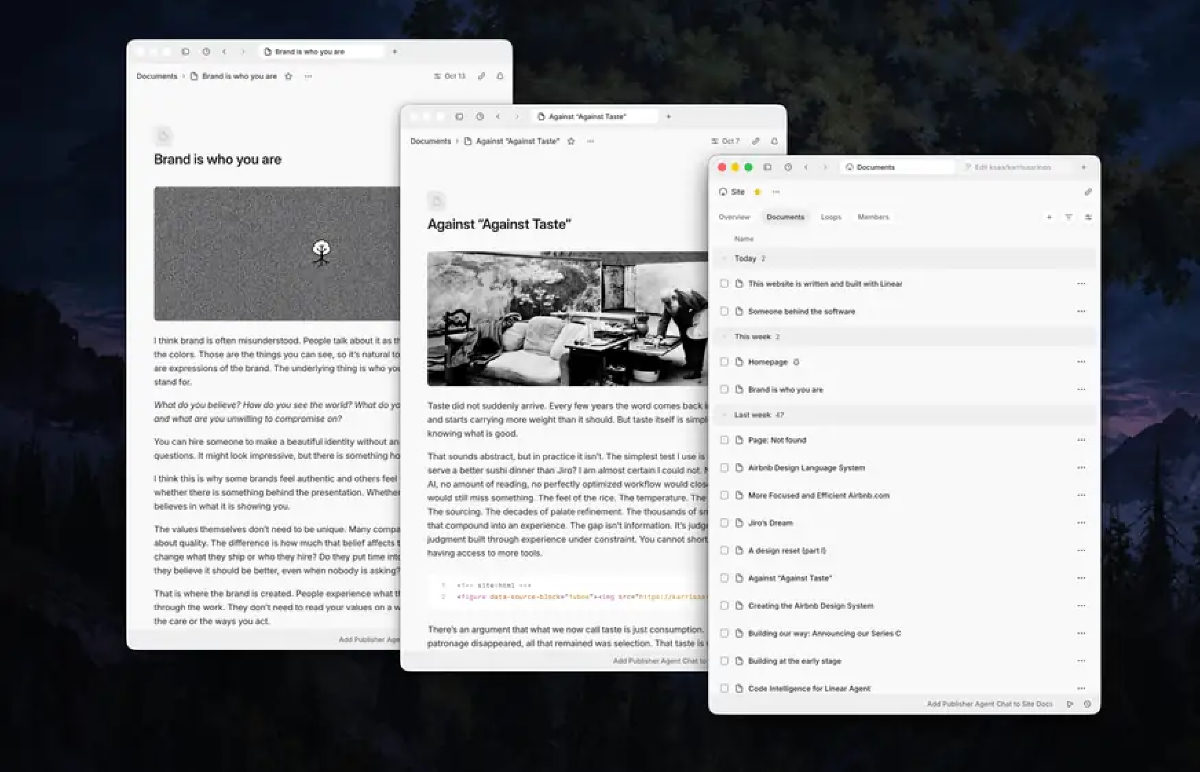 Brand is who you are
Documents › Brand is who you are
Oct 13
Brand is who you are
I think brand is often misunderstood. People talk about it as th
the colors. Those are the things you can see, so it's natural to
are expressions of the brand. The underlying thing is who you
stand for.
What do you believe? How do you see the world? What do yo
and what are you unwilling to compromise on?
You can hire someone to make a beautiful identity without an
questions. It might look impressive, but there is something ho
I think this is why some brands feel authentic and others feel
whether there is something behind the presentation. Whether
believes in what it is showing you.
The values themselves don't need to be unique. Many compa
about quality. The difference is how much that belief affects t
change what they ship or who they hire? Do they put time into
they believe it should be better, even when nobody is asking?
That is where the brand is created. People experience what t
through the work. They don't need to read your values on a w
the care or the ways you act.
Add Publisher Age
Against "Against Taste"
Documents › Against "Against Taste"
Oct 7
Against "Against Taste"
Taste did not suddenly arrive. Every few years the word comes back i
and starts carrying more weight than it should. But taste itself is simpl
knowing what is good.
That sounds abstract, but in practice it isn't. The simplest test I use is
serve a better sushi dinner than Jiro? I am almost certain I could not. N
AI, no amount of reading, no perfectly optimized workflow would close
would still miss something. The feel of the rice. The temperature. The
The sourcing. The decades of palate refinement. The thousands of sm
that compound into an experience. The gap isn't information. It's judg
judgment built through experience under constraint. You cannot short
having access to more tools.
1 <!-- site:html -->
2 <figure data-source-block="1ubox"><img src="https://karrisaa
There's an argument that what we now call taste is just consumption.
patronage disappeared, all that remained was selection. That taste is
Add Publisher Agent Chat to
Documents
Edit
Site
Overview Documents Loops Members
Name
Today 2
This website is written and built with Linear
Someone behind the software
This week 2
Homepage
Brand is who you are
Last week 47
Page: Not found
Airbnb Design Language System
More Focused and Efficient Airbnb.com
Jiro's Dream
A design reset (part I)
Against "Against Taste"
Creating the Airbnb Design System
Building our way: Announcing our Series C
Building at the early stage
Code Intelligence for Linear Agent
Add Publisher Agent Chat to Site Docs